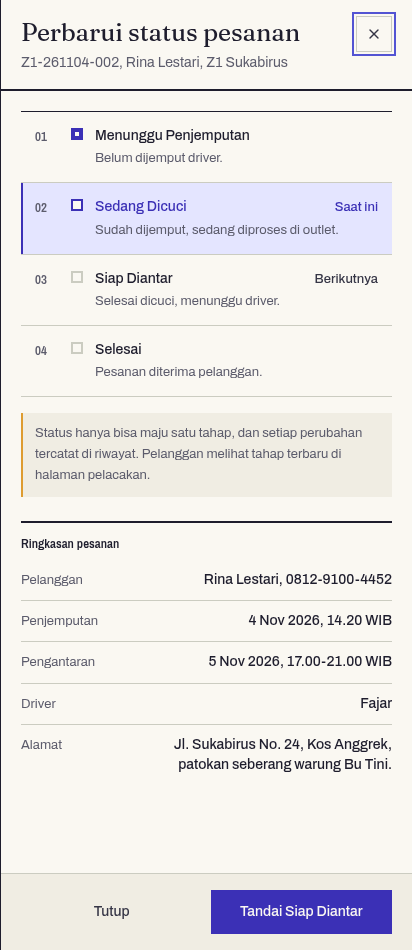 Perbarui status pesanan
Z1-261104-002, Rina Lestari, Z1 Sukabirus
01 Menunggu Penjemputan
Belum dijemput driver.
02 Sedang Dicuci Saat ini
Sudah dijemput, sedang diproses di outlet.
03 Siap Diantar Berikutnya
Selesai dicuci, menunggu driver.
04 Selesai
Pesanan diterima pelanggan.
Status hanya bisa maju satu tahap, dan setiap perubahan
tercatat di riwayat. Pelanggan melihat tahap terbaru di
halaman pelacakan.
Ringkasan pesanan
Pelanggan Rina Lestari, 0812-9100-4452
Penjemputan 4 Nov 2026, 14.20 WIB
Pengantaran 5 Nov 2026, 17.00-21.00 WIB
Driver Fajar
Alamat Jl. Sukabirus No. 24, Kos Anggrek,
patokan seberang warung Bu Tini.
Tutup Tandai Siap Diantar